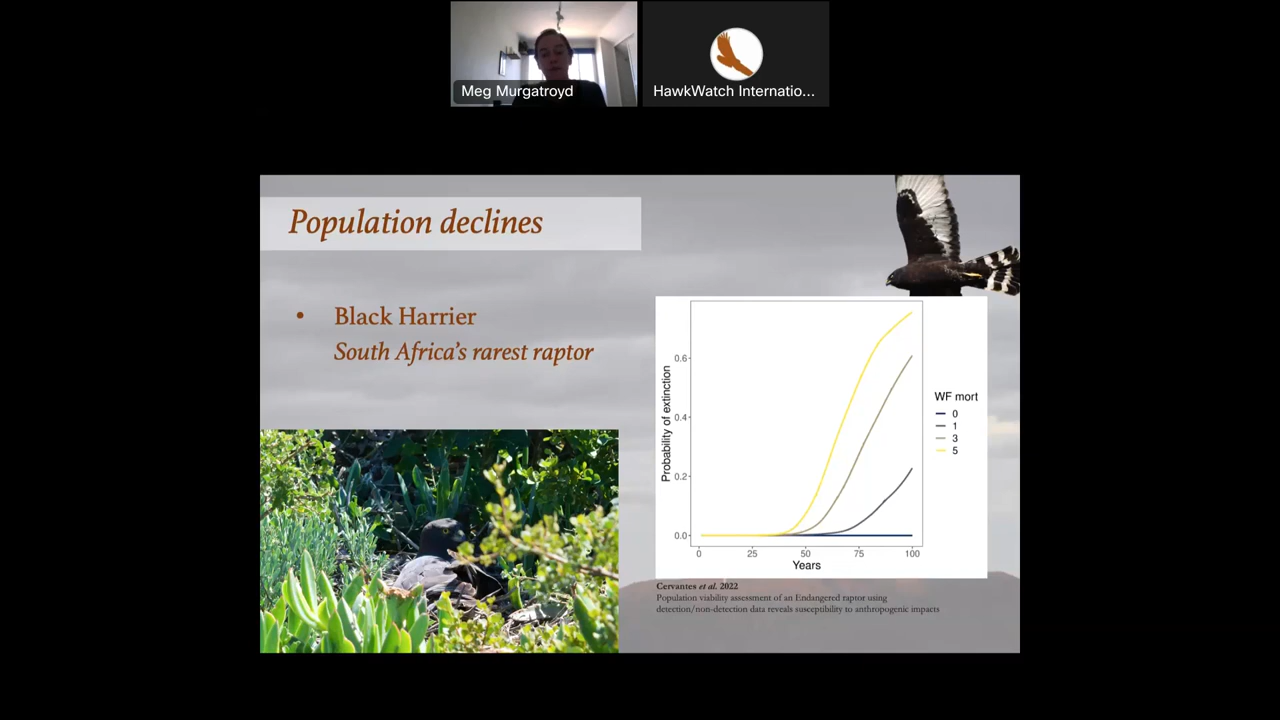 Meg Murgatroyd
HawkWatch Internatio...
Population declines
• Black Harrier
South Africa's rarest raptor
Probability of extinction
0.6
0.4
0.2
0.0
0 25 50 75 100
Years
WF mort
0
1
3
5
Cervantes et al. 2022
Population viability assessment of an Endangered raptor using
detection/non-detection data reveals susceptibility to anthropogenic impacts